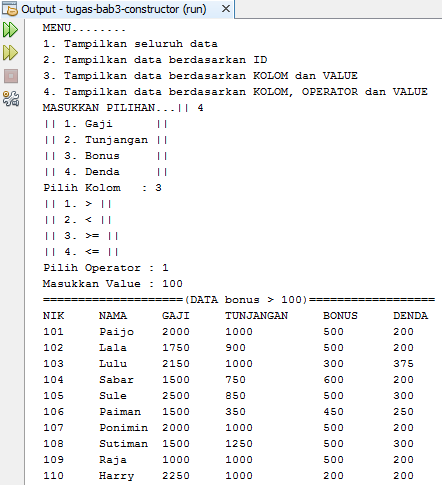 Output - tugas-bab3-constructor (run) ×
MENU........
1. Tampilkan seluruh data
2. Tampilkan data berdasarkan ID
3. Tampilkan data berdasarkan KOLOM dan VALUE
4. Tampilkan data berdasarkan KOLOM, OPERATOR dan VALUE
MASUKKAN PILIHAN...|| 4
|| 1. Gaji ||
|| 2. Tunjangan ||
|| 3. Bonus ||
|| 4. Denda ||
Pilih Kolom : 3
|| 1. > ||
|| 2. < ||
|| 3. >= ||
|| 4. <= ||
Pilih Operator : 1
Masukkan Value : 100
====================(DATA bonus > 100)==================
NIK NAMA GAJI TUNJANGAN BONUS DENDA
101 Paijo 2000 1000 500 200
102 Lala 1750 900 500 200
103 Lulu 2150 1000 300 375
104 Sabar 1500 750 600 200
105 Sule 2500 850 500 300
106 Paiman 1500 350 450 250
107 Ponimin 2000 1000 500 200
108 Sutiman 1500 1250 500 300
109 Raja 1000 1000 500 200
110 Harry 2250 1000 200 200